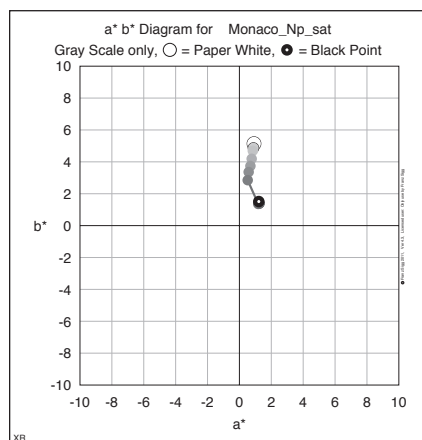 a* b* Diagram for Monaco_Np_sat
Gray Scale only, = Paper White, = Black Point
10
8
6
4
2
b* 0
-2
-4
-6
-8
-10
-10 -8 -6 -4 -2 0 2 4 6 8 10
a*
XR